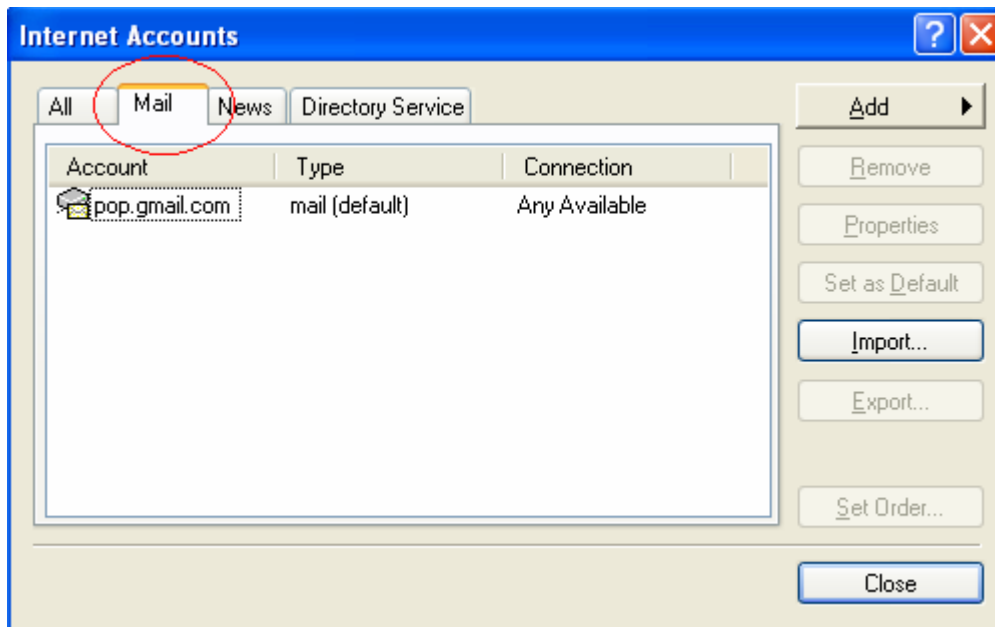 Internet Accounts
All Mail News Directory Service
Add
Account Type Connection
Remove
pop.gmail.com mail (default) Any Available
Properties
Set as Default
Import...
Export...
Set Order...
Close